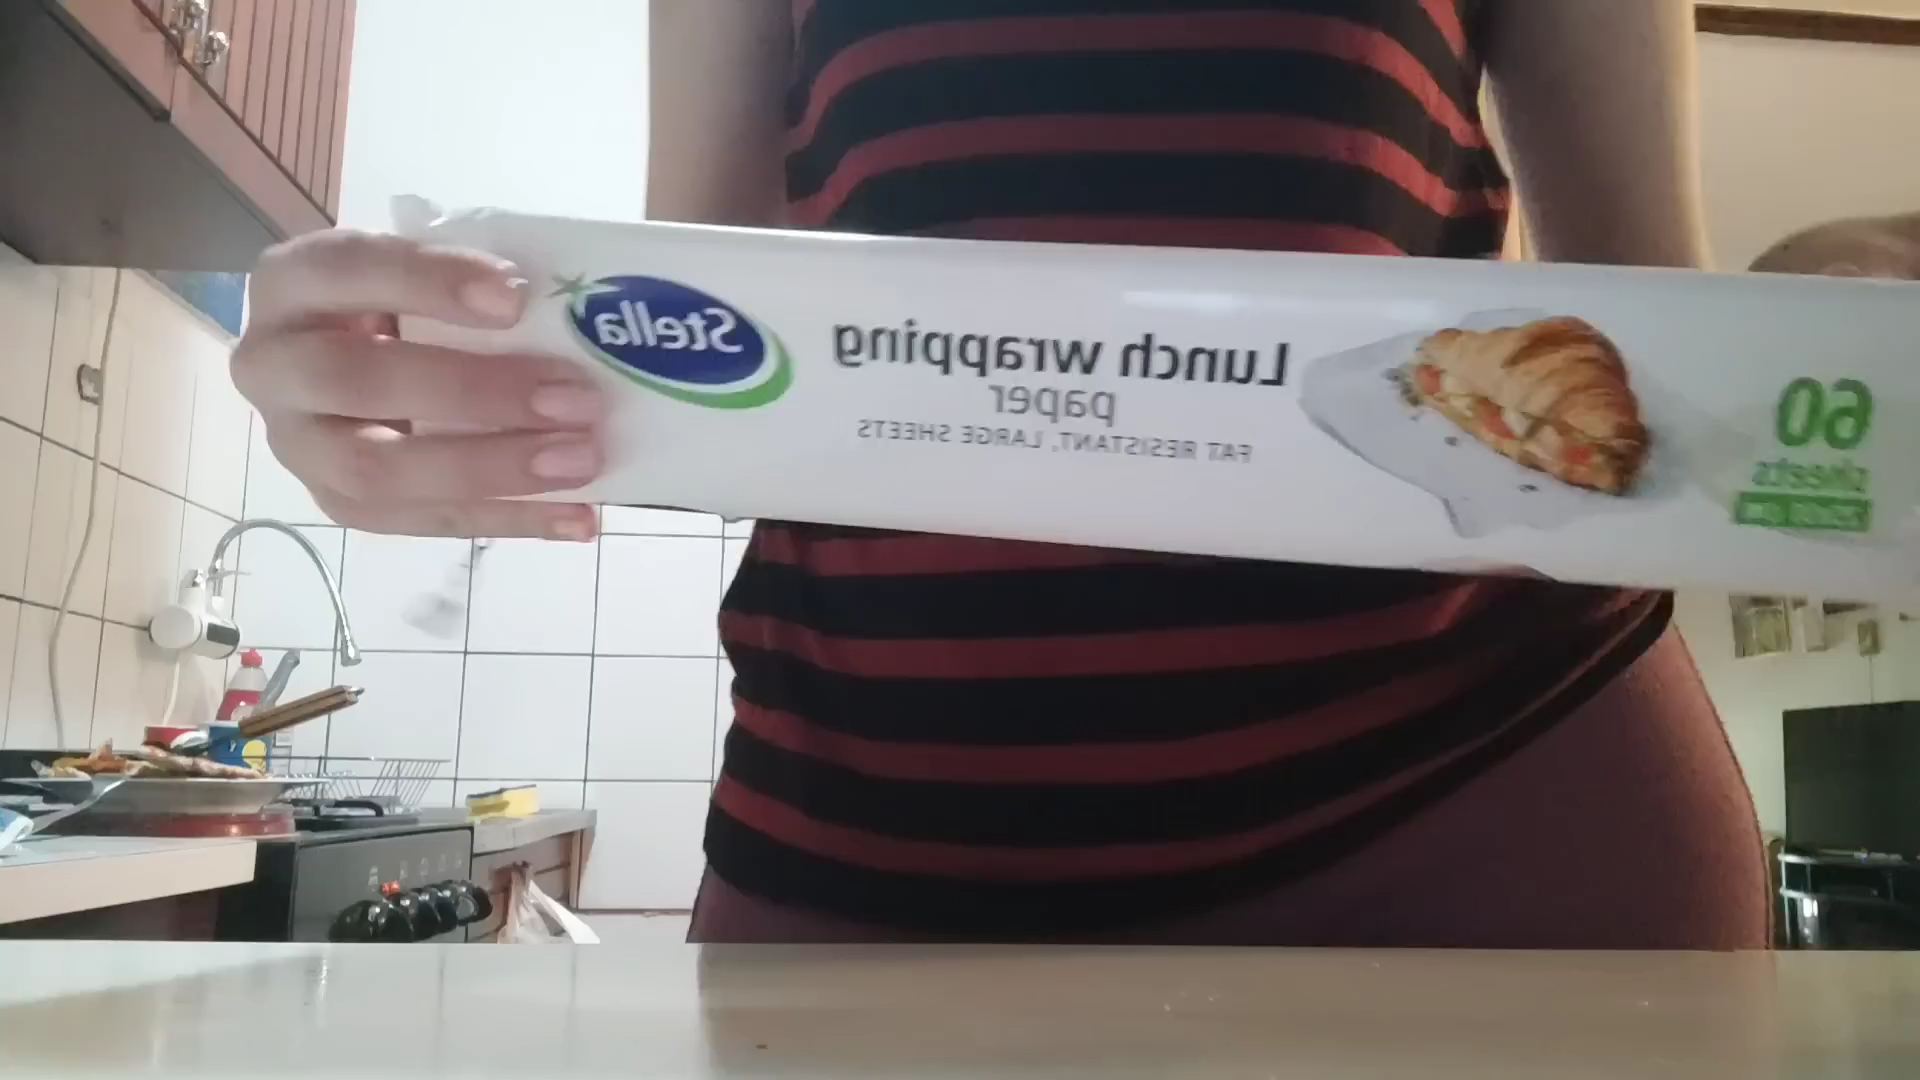 Stella
Lunch wrapping
paper
FAT RESISTANT, LARGE SHEETS
60
sheets